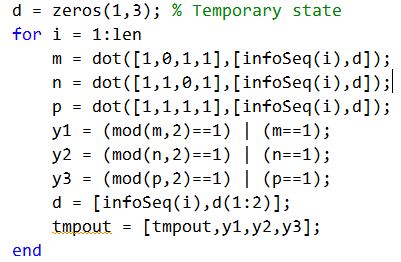 d = zeros(1,3); % Temporary state
for i = 1:len
    m = dot([1,0,1,1],[infoSeq(i),d]);
    n = dot([1,1,0,1],[infoSeq(i),d]);
    p = dot([1,1,1,1],[infoSeq(i),d]);
    y1 = (mod(m,2)==1) | (m==1);
    y2 = (mod(n,2)==1) | (n==1);
    y3 = (mod(p,2)==1) | (p==1);
    d = [infoSeq(i),d(1:2)];
    tmpout = [tmpout,y1,y2,y3];
end